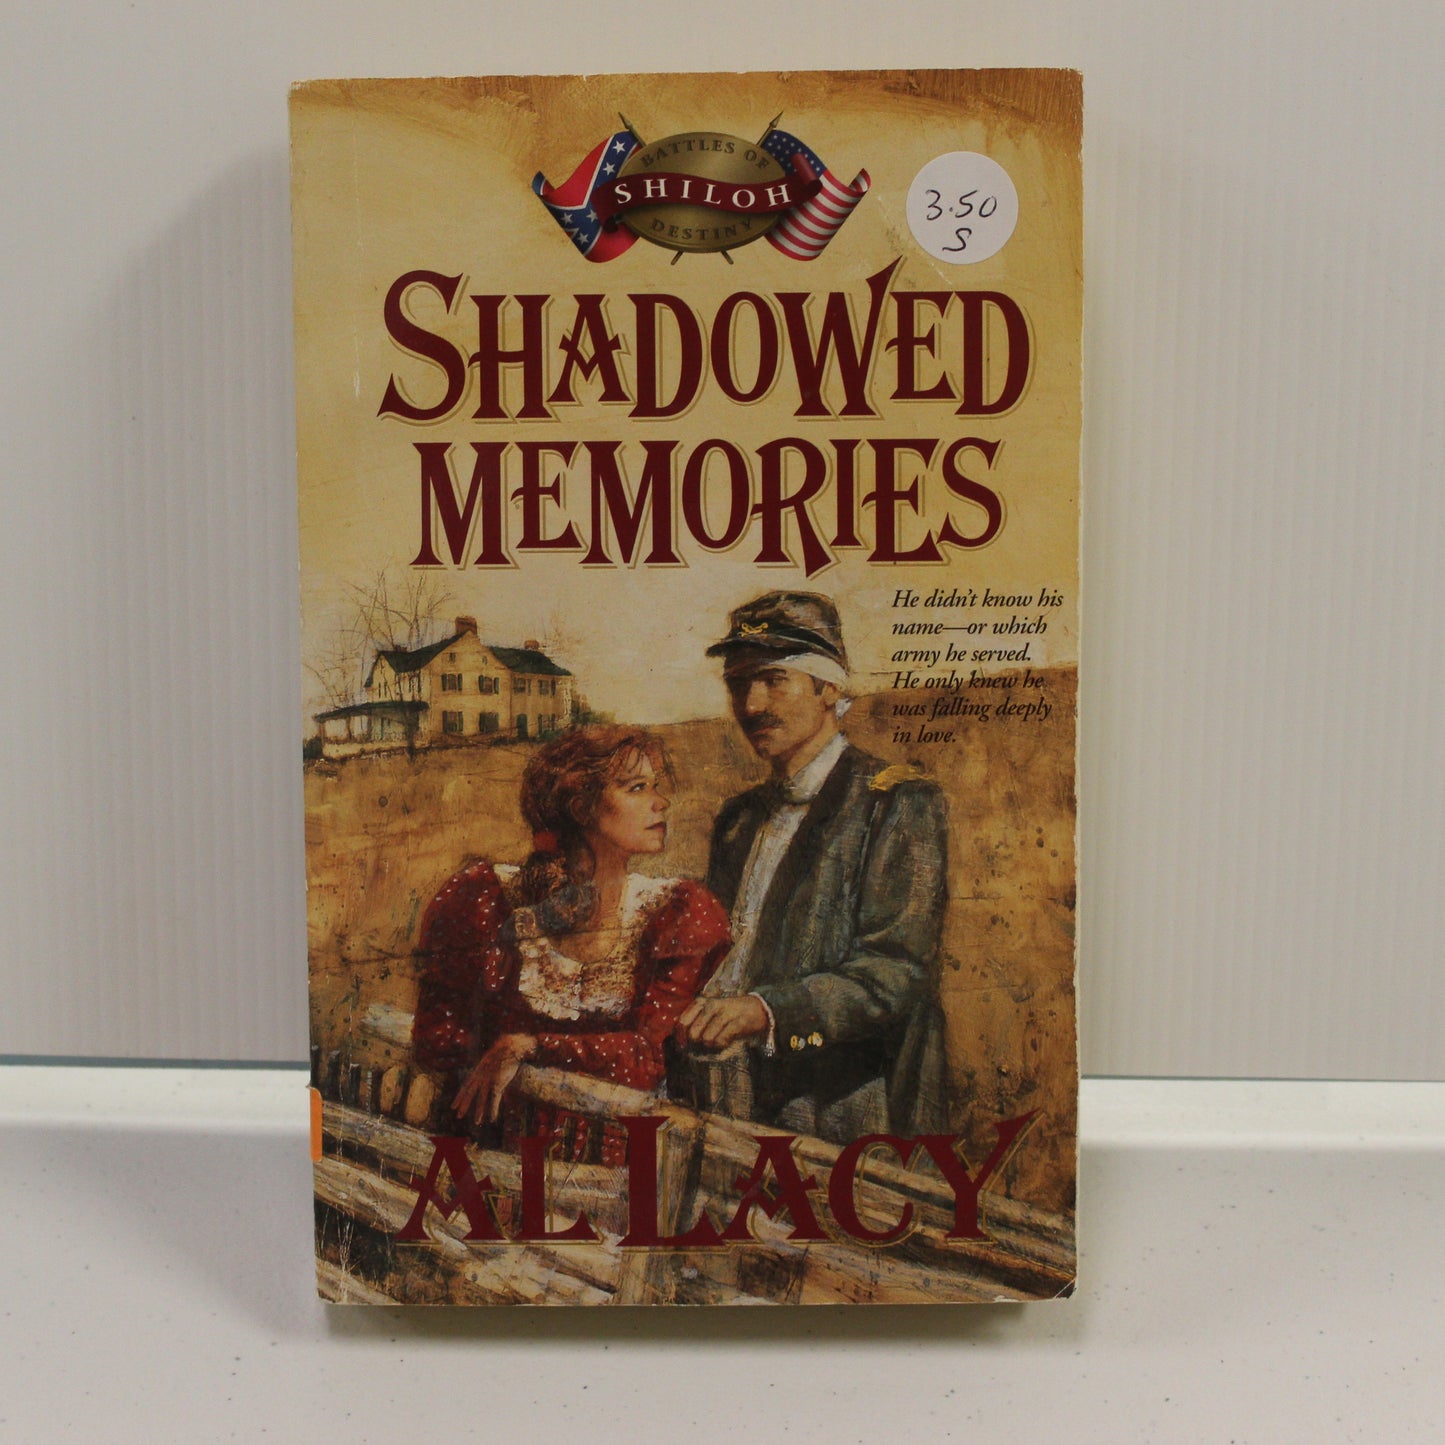 BATTLES OF
SHILOH
DESTINY
3.50
S
SHADOWED
MEMORIES
He didn't know his
name—or which
army he served.
He only knew he
was falling deeply
in love.
AL LACY